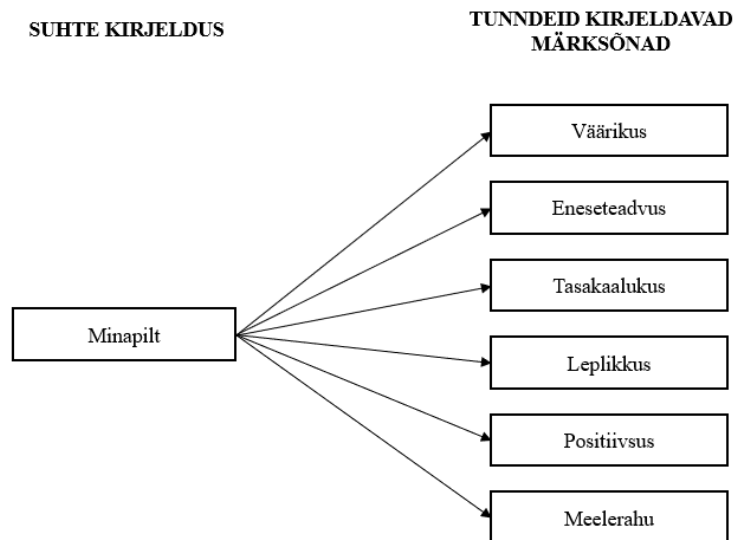 SUHTE KIRJELDUS
TUNNDEID KIRJELDAVAD
MÄRKSÕNAD
Väärikus
Eneseteadvus
Tasakaalukus
Minapilt
Leplikkus
Positiivsus
Meelerahu